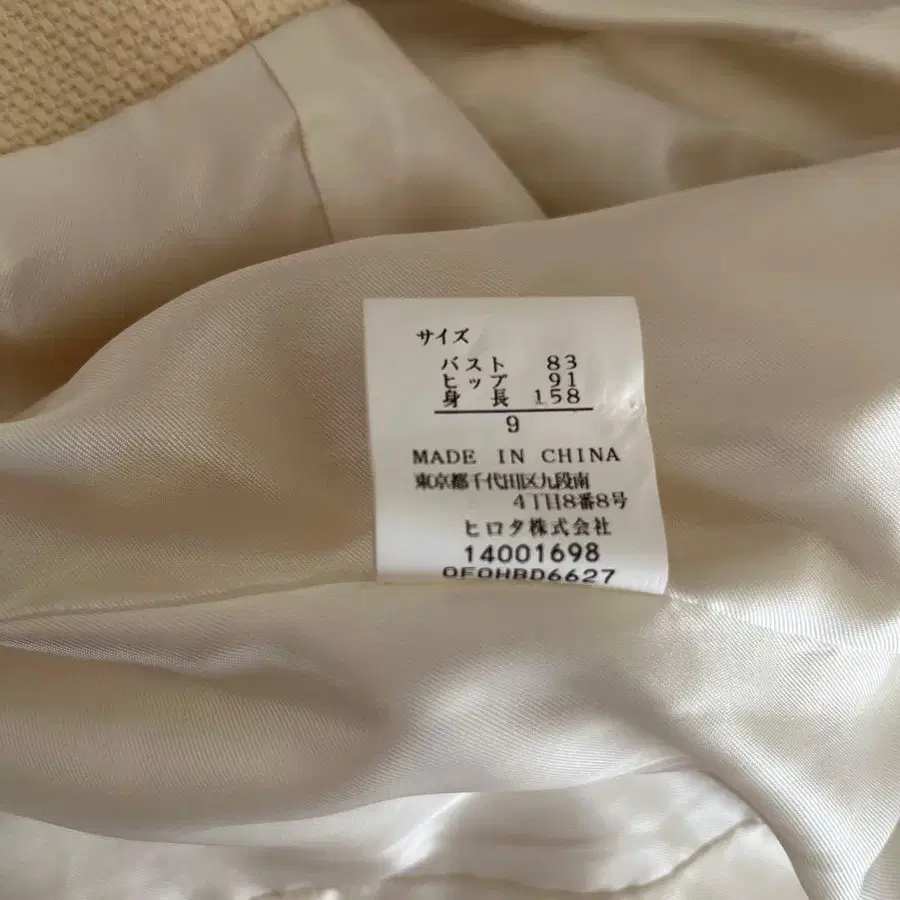 サイズ
バスト 83
ヒップ 91
身長 158
9
MADE IN CHINA
東京都千代田区九段南
4丁目8番8号
ヒロタ株式会社
14001698
0F0HBD6627